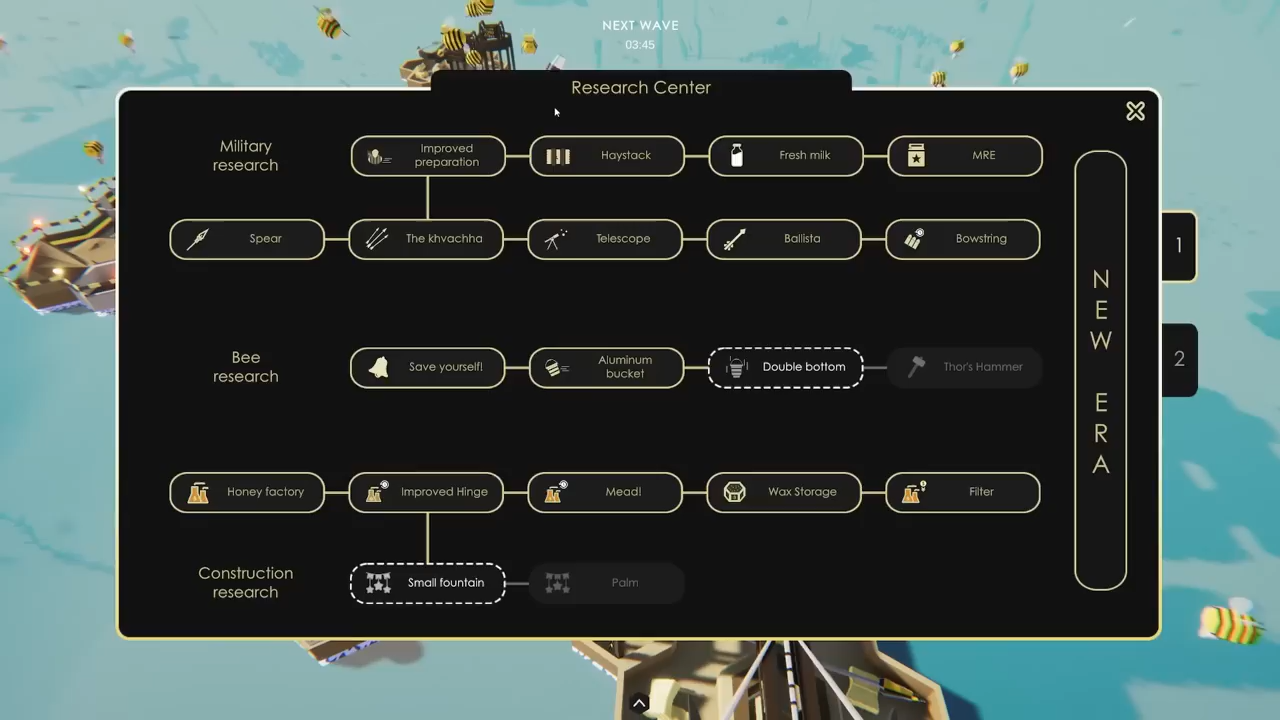 NEXT WAVE
03:45
Research Center
Military
research
Improved
preparation
Haystack
Fresh milk
MRE
Spear
The khvachha
Telescope
Ballista
Bowstring
1
2
NEW ERA
Bee
research
Save yourself!
Aluminum
bucket
Double bottom
Thor's Hammer
Honey factory
Improved Hinge
Mead!
Wax Storage
Filter
Construction
research
Small fountain
Palm